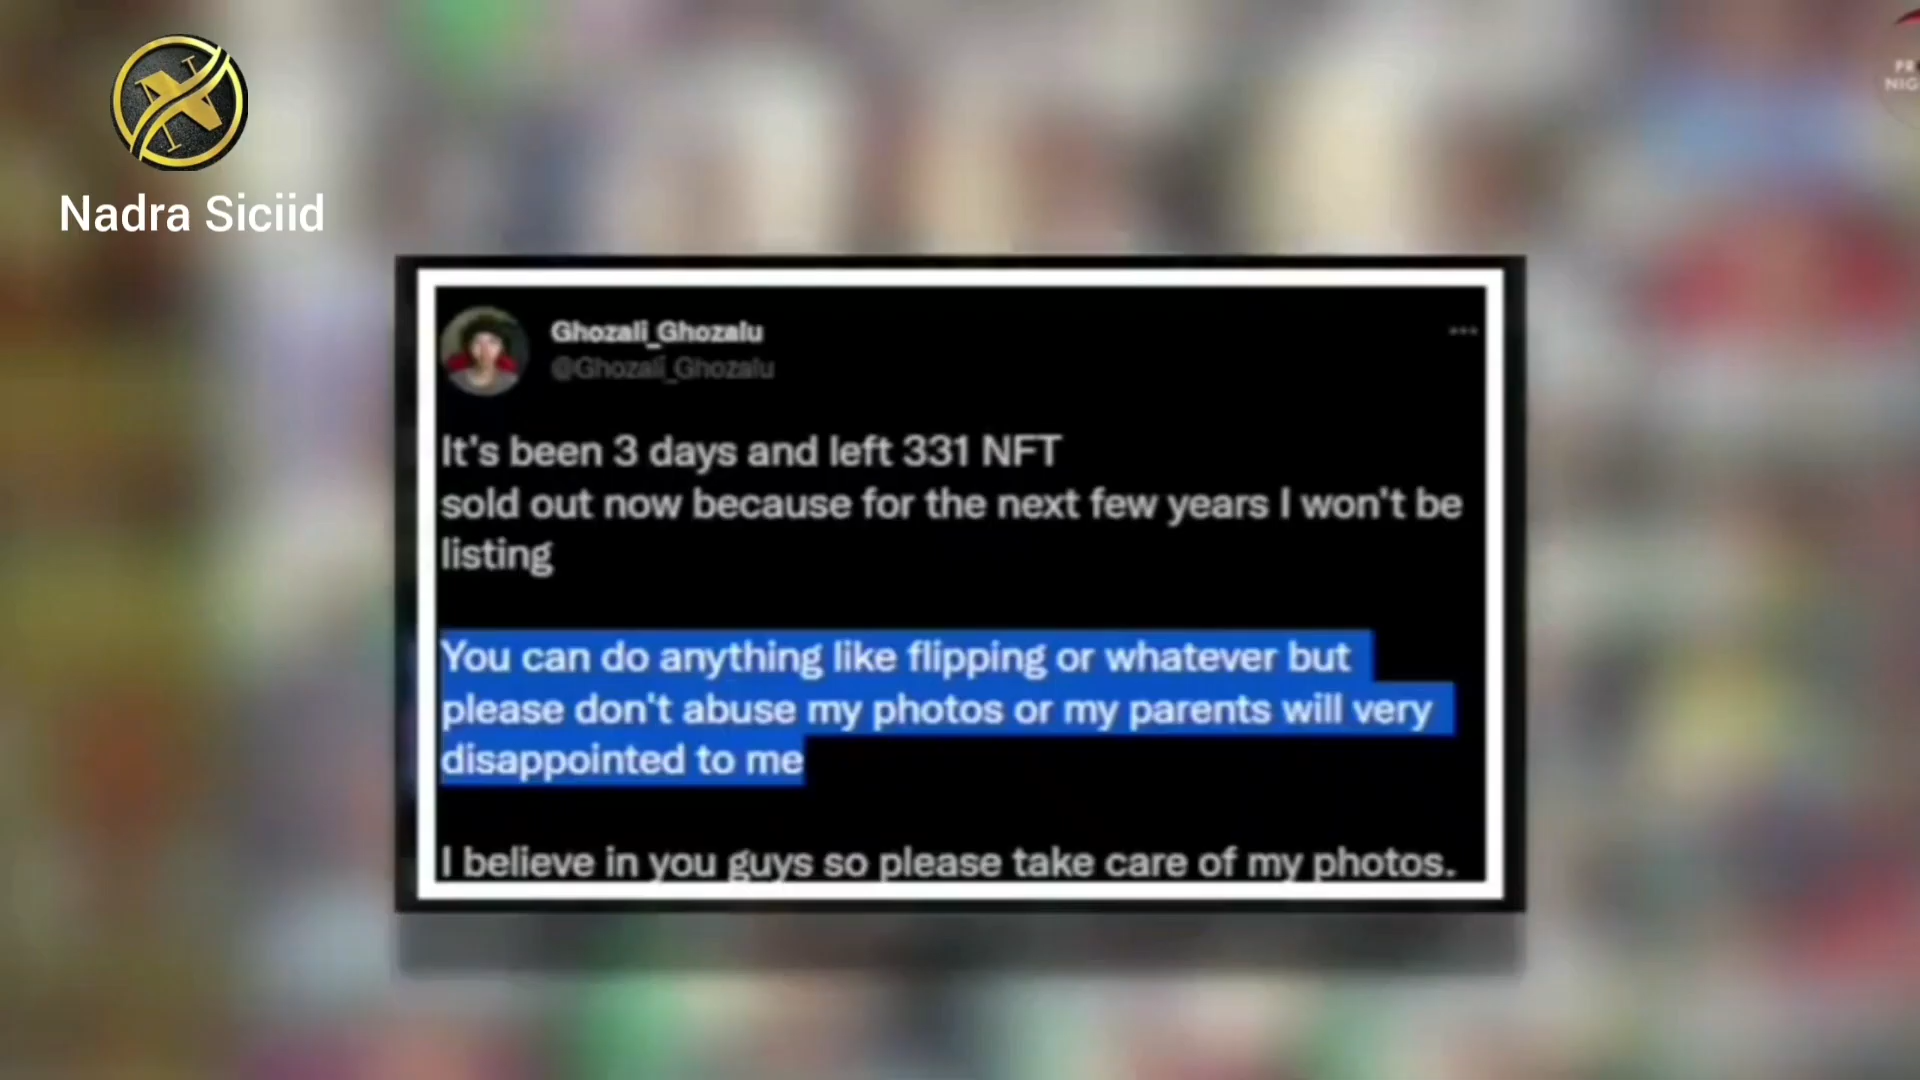 Nadra Siciid
Ghozali_Ghozalu
@Ghozali_Ghozalu
It's been 3 days and left 331 NFT
sold out now because for the next few years I won't be
listing
You can do anything like flipping or whatever but
please don't abuse my photos or my parents will very
disappointed to me
I believe in you guys so please take care of my photos.